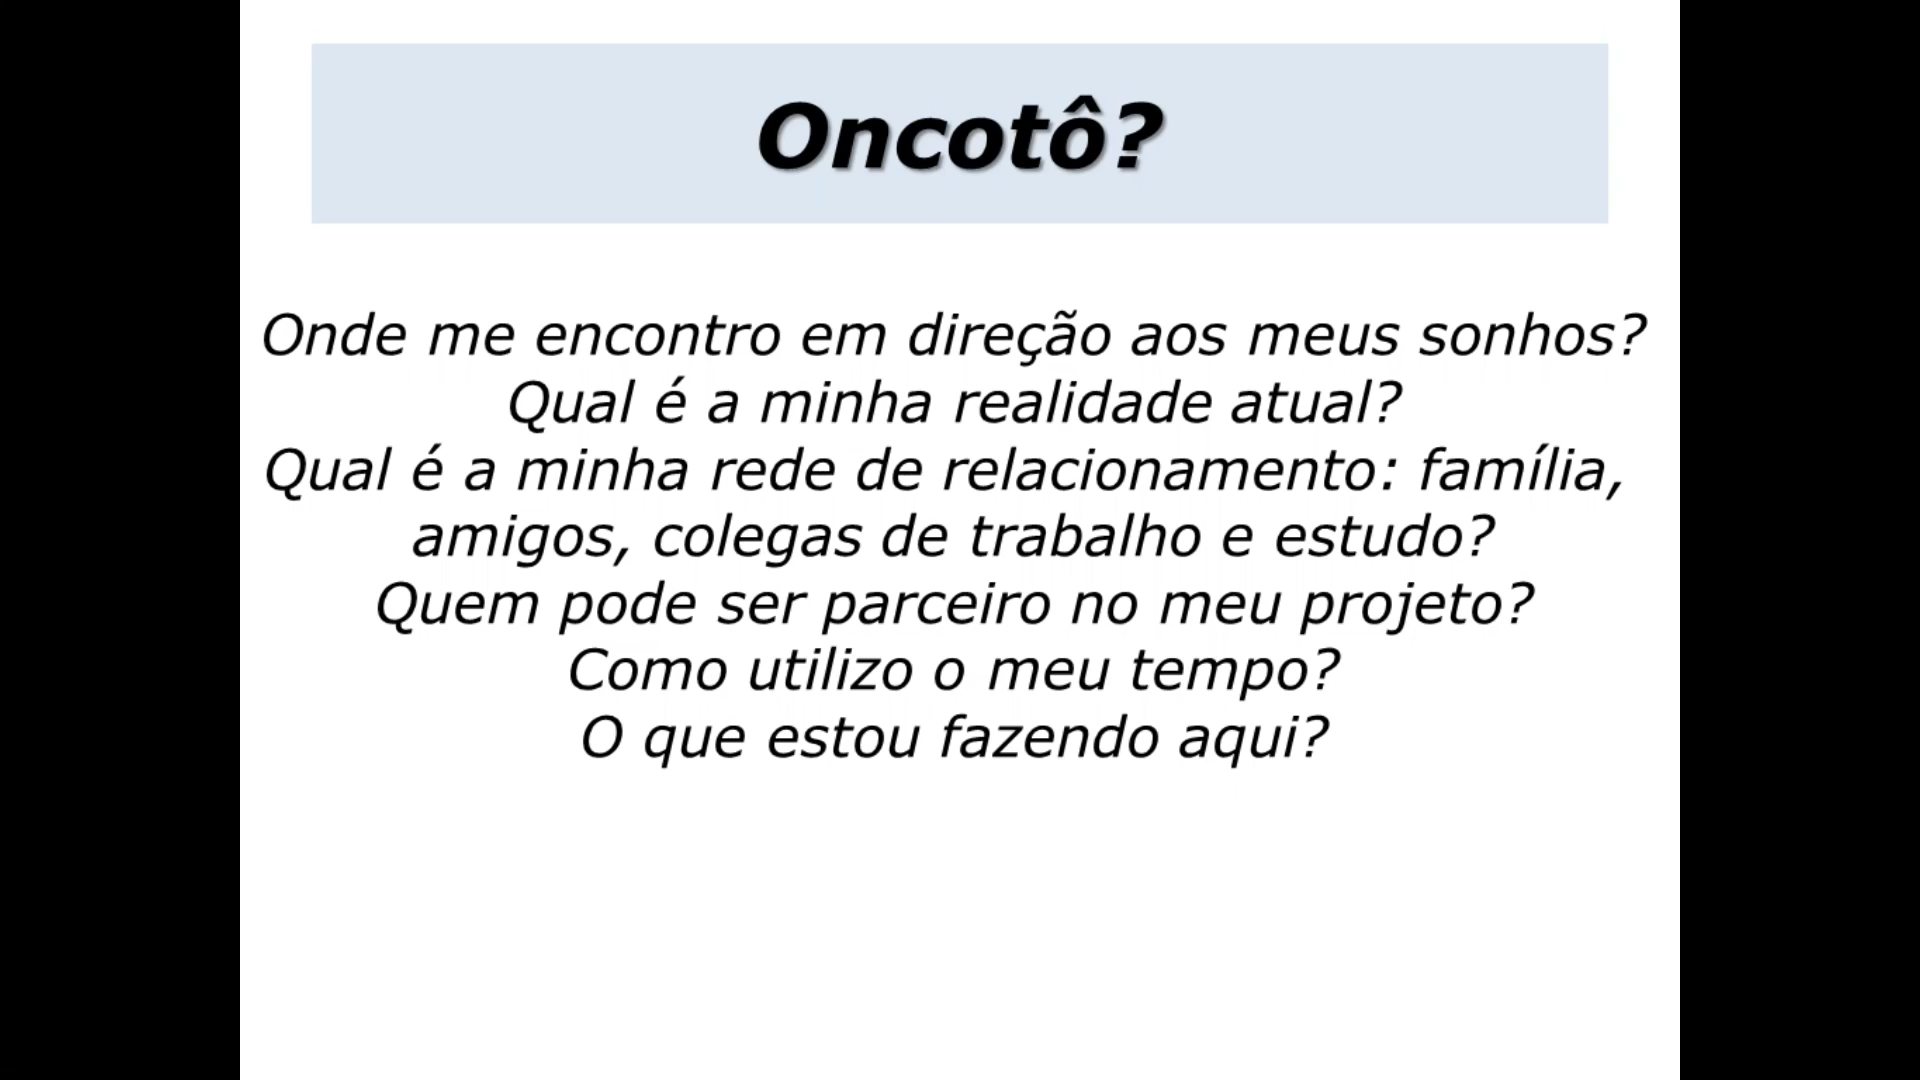 Oncotô?
Onde me encontro em direção aos meus sonhos?
Qual é a minha realidade atual?
Qual é a minha rede de relacionamento: família,
amigos, colegas de trabalho e estudo?
Quem pode ser parceiro no meu projeto?
Como utilizo o meu tempo?
O que estou fazendo aqui?